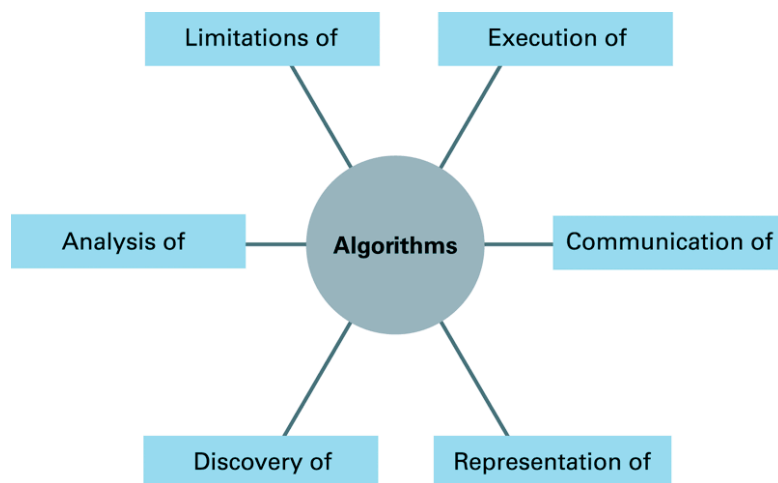 Limitations of
Execution of
Analysis of
Algorithms
Communication of
Discovery of
Representation of